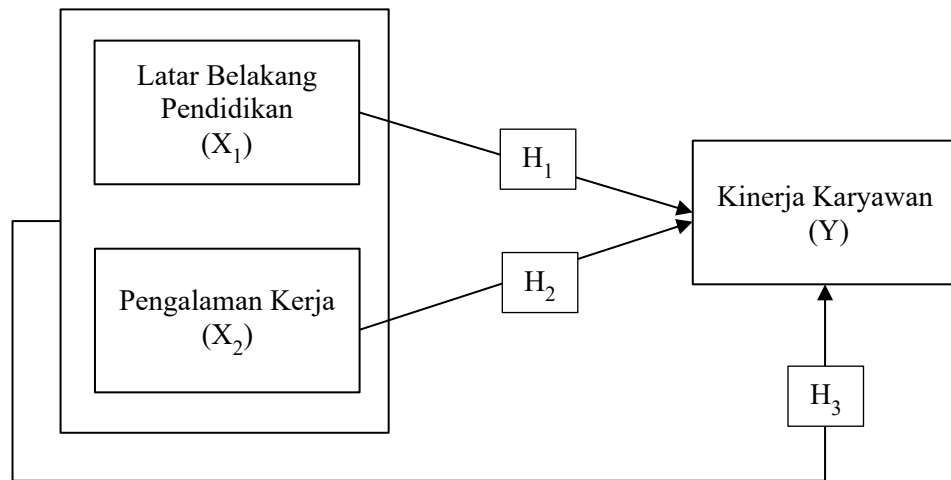 Latar Belakang
Pendidikan
(X₁)
H₁
Kinerja Karyawan
(Y)
Pengalaman Kerja
(X₂)
H₂
H₃